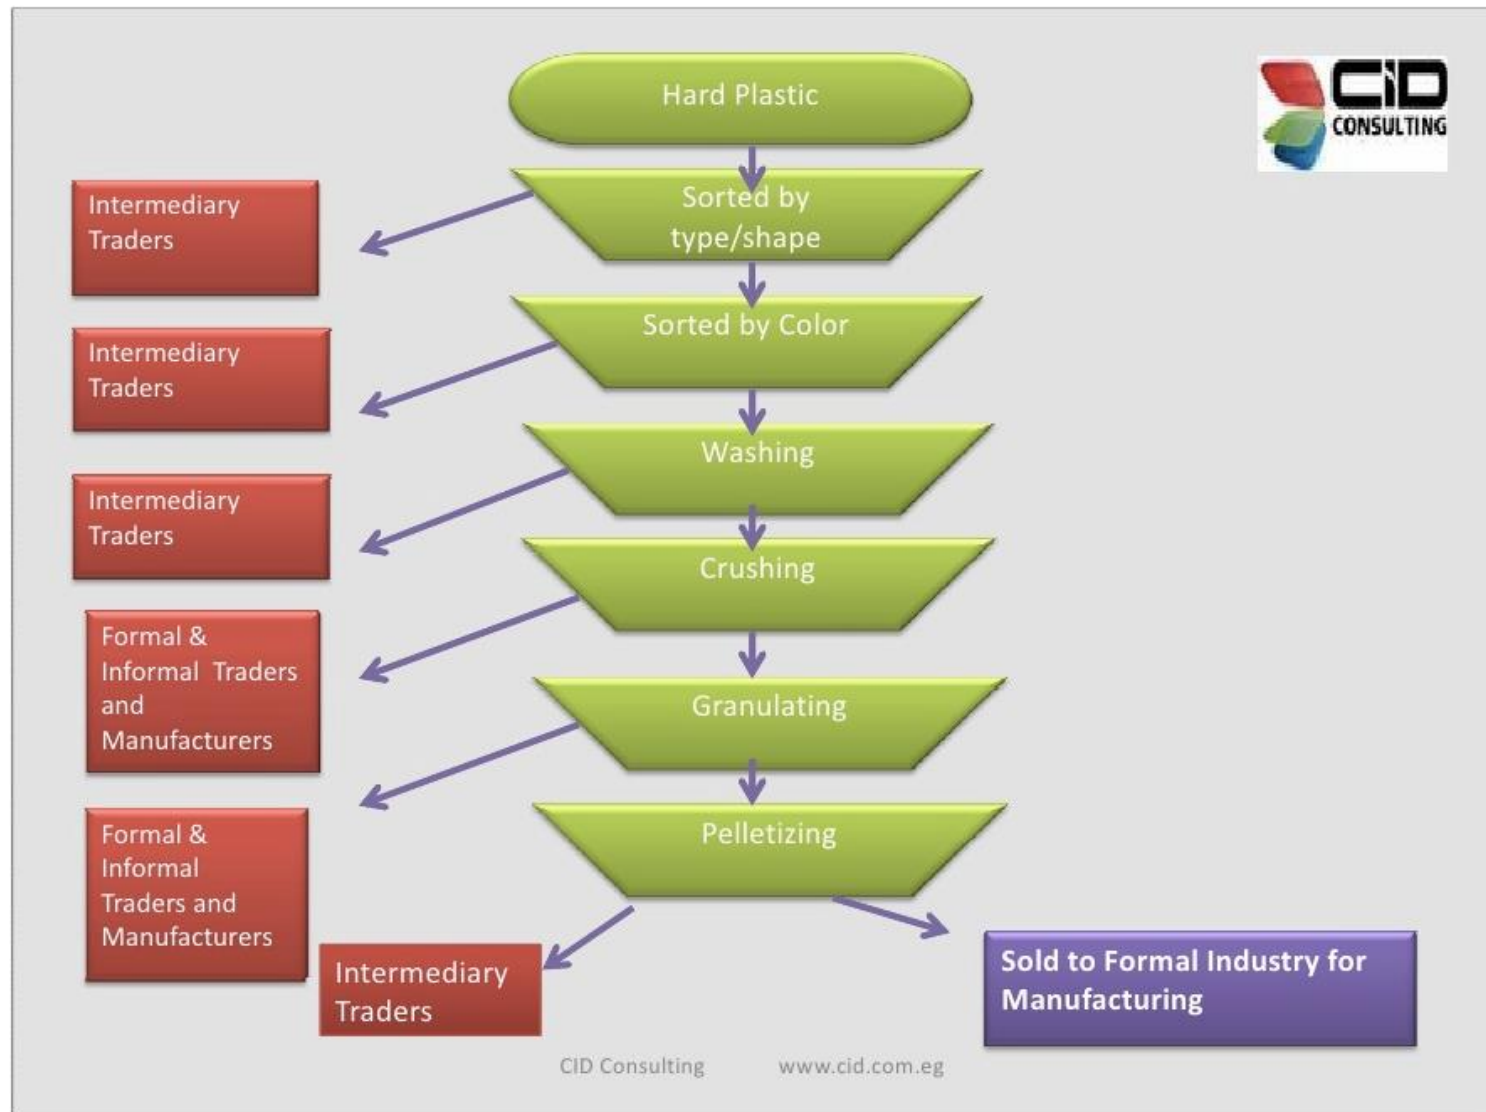 Hard Plastic
CiD
CONSULTING
Sorted by
type/shape
Intermediary
Traders
Sorted by Color
Intermediary
Traders
Washing
Intermediary
Traders
Crushing
Formal &
Informal Traders
and
Manufacturers
Granulating
Pelletizing
Formal &
Informal
Traders and
Manufacturers
Intermediary
Traders
Sold to Formal Industry for
Manufacturing
CID Consulting www.cid.com.eg